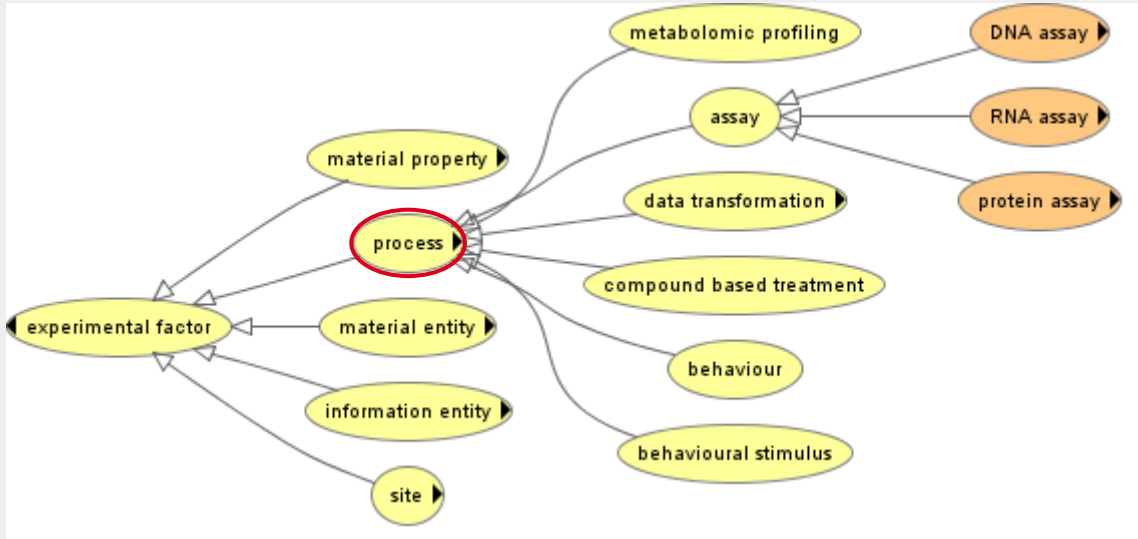 metabolomic profiling
DNA assay
assay
RNA assay
material property
data transformation
protein assay
process
compound based treatment
experimental factor
material entity
behaviour
information entity
behavioural stimulus
site